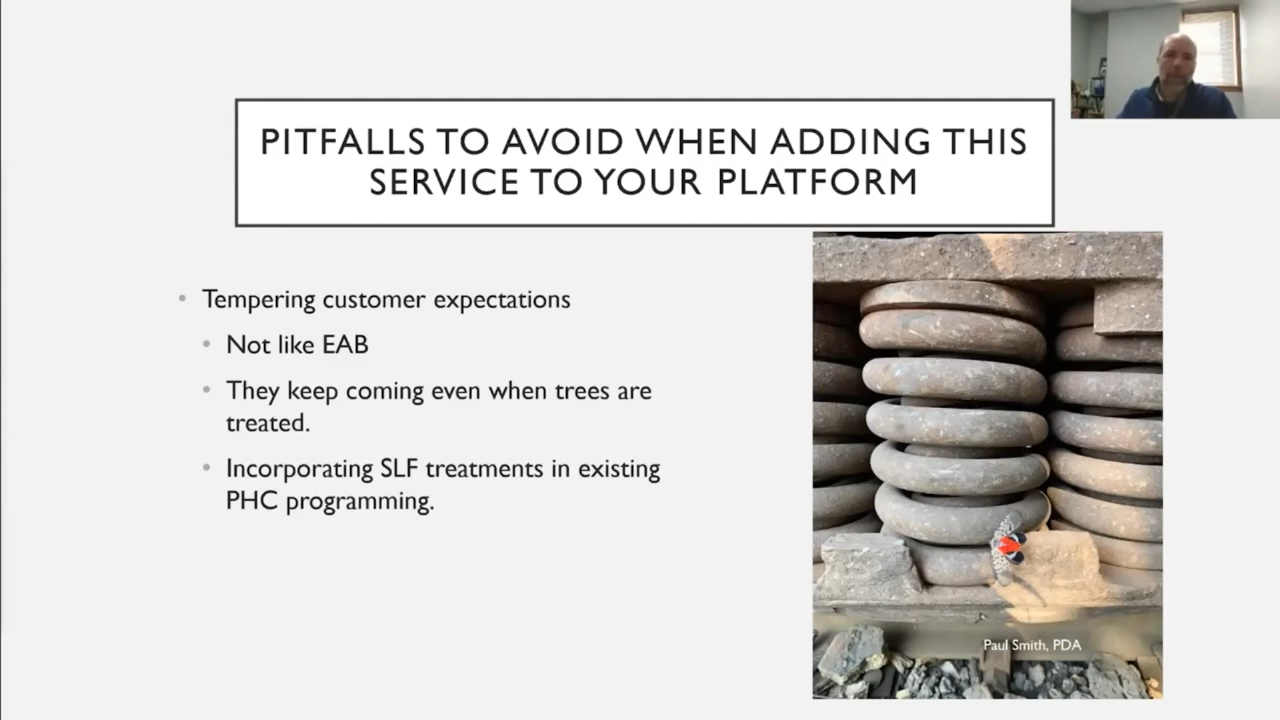 PITFALLS TO AVOID WHEN ADDING THIS
SERVICE TO YOUR PLATFORM
• Tempering customer expectations
• Not like EAB
• They keep coming even when trees are
treated.
• Incorporating SLF treatments in existing
PHC programming.
Paul Smith, PDA